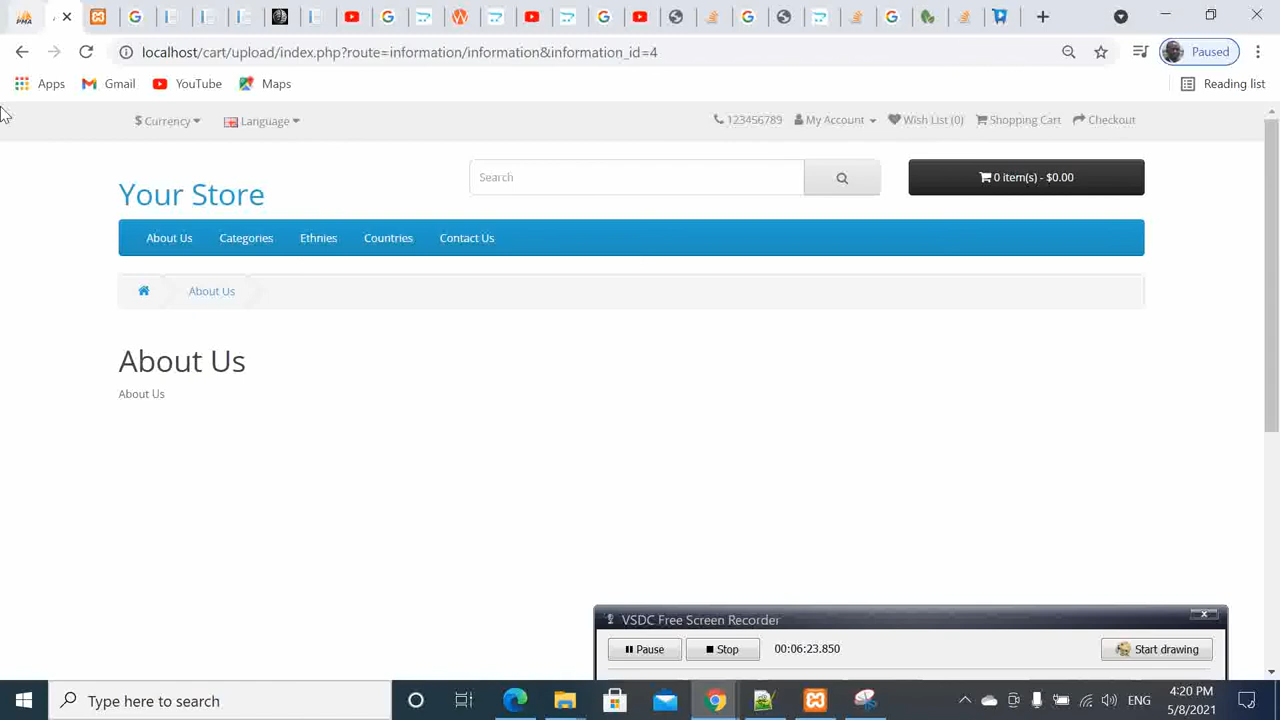 localhost/cart/upload/index.php?route=information/information&information_id=4
Paused
Apps
Gmail
YouTube
Maps
Reading list
$ Currency
Language
123456789
My Account
Wish List (0)
Shopping Cart
Checkout
Your Store
Search
0 item(s) - $0.00
About Us
Categories
Ethnies
Countries
Contact Us
About Us
About Us
About Us
VSDC Free Screen Recorder
Pause
Stop
00:06:23.850
Start drawing
Type here to search
ENG
4:20 PM
5/8/2021